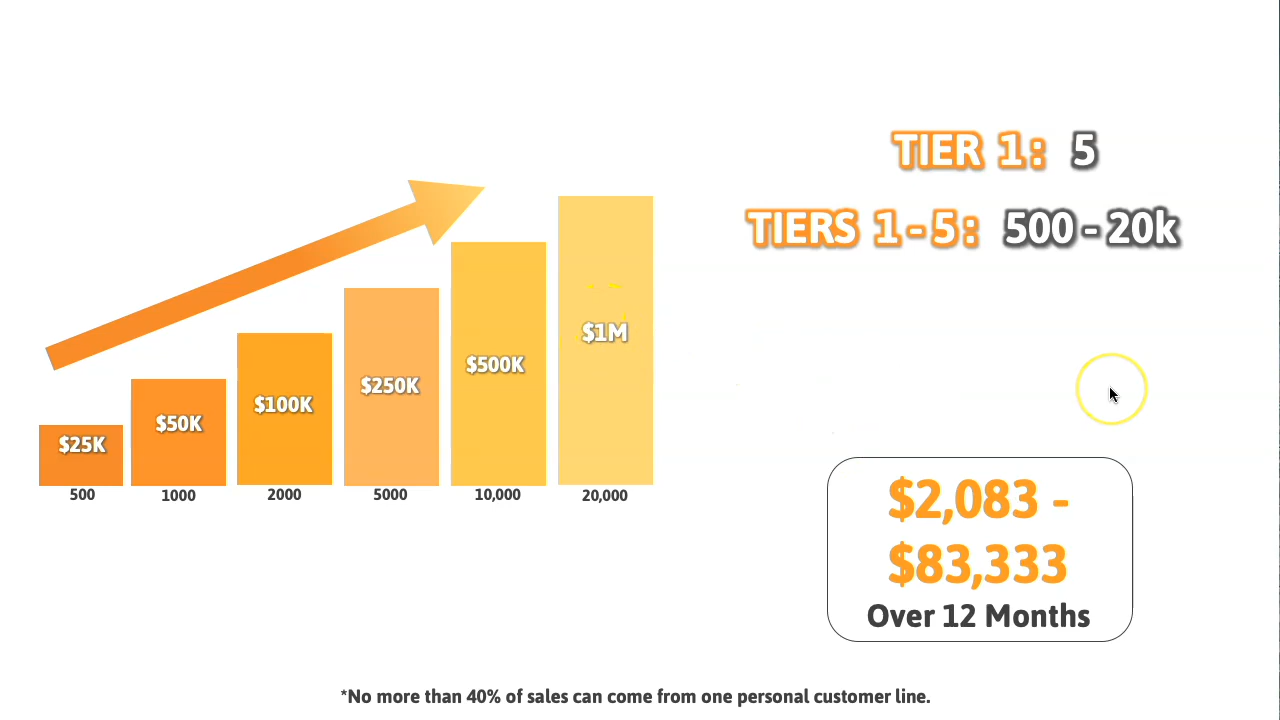 TIER 1: 5
TIERS 1-5: 500-20k
$25K
$50K
$100K
$250K
$500K
$1M
500
1000
2000
5000
10,000
20,000
$2,083 -
$83,333
Over 12 Months
*No more than 40% of sales can come from one personal customer line.